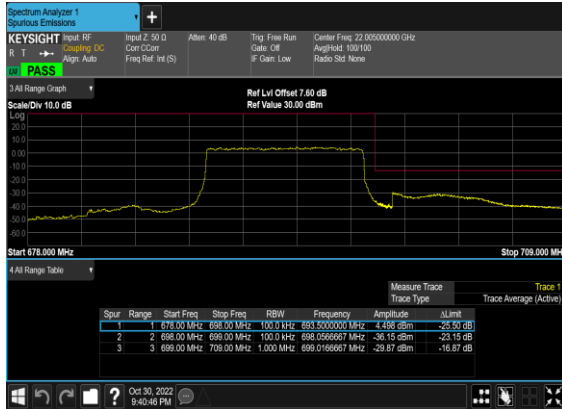 Spectrum Analyzer 1
Spurious Emissions
KEYSIGHT Input: RF Input Z: 50 Ω Atten: 40 dB Trig: Free Run Center Freq: 22.005000000 GHz
R T Coupling: DC Corr CCorr Gate: Off Avg|Hold: 100/100
Align: Auto Freq Ref: Int (S) IF Gain: Low Radio Std: None
PASS
3 All Range Graph
Ref Lvl Offset 7.60 dB
Scale/Div 10.0 dB Ref Value 30.00 dBm
Log
20.0
10.0
0.00
-10.0
-20.0
-30.0
-40.0
-50.0
-60.0
Start 678.000 MHz Stop 709.000 MH
4 All Range Table
Measure Trace Trace 1
Trace Type Trace Average (Active)
Spur Range Start Freq Stop Freq RBW Frequency Amplitude ΔLimit
1 1 678.00 MHz 698.00 MHz 100.0 kHz 693.5000000 MHz 4.498 dBm -25.50 dB
2 2 698.00 MHz 699.00 MHz 100.0 kHz 698.0566667 MHz -36.15 dBm -23.15 dB
3 3 699.00 MHz 709.00 MHz 1.000 MHz 699.0166667 MHz -29.87 dBm -16.87 dB
Oct 30, 2022
9:40:46 PM